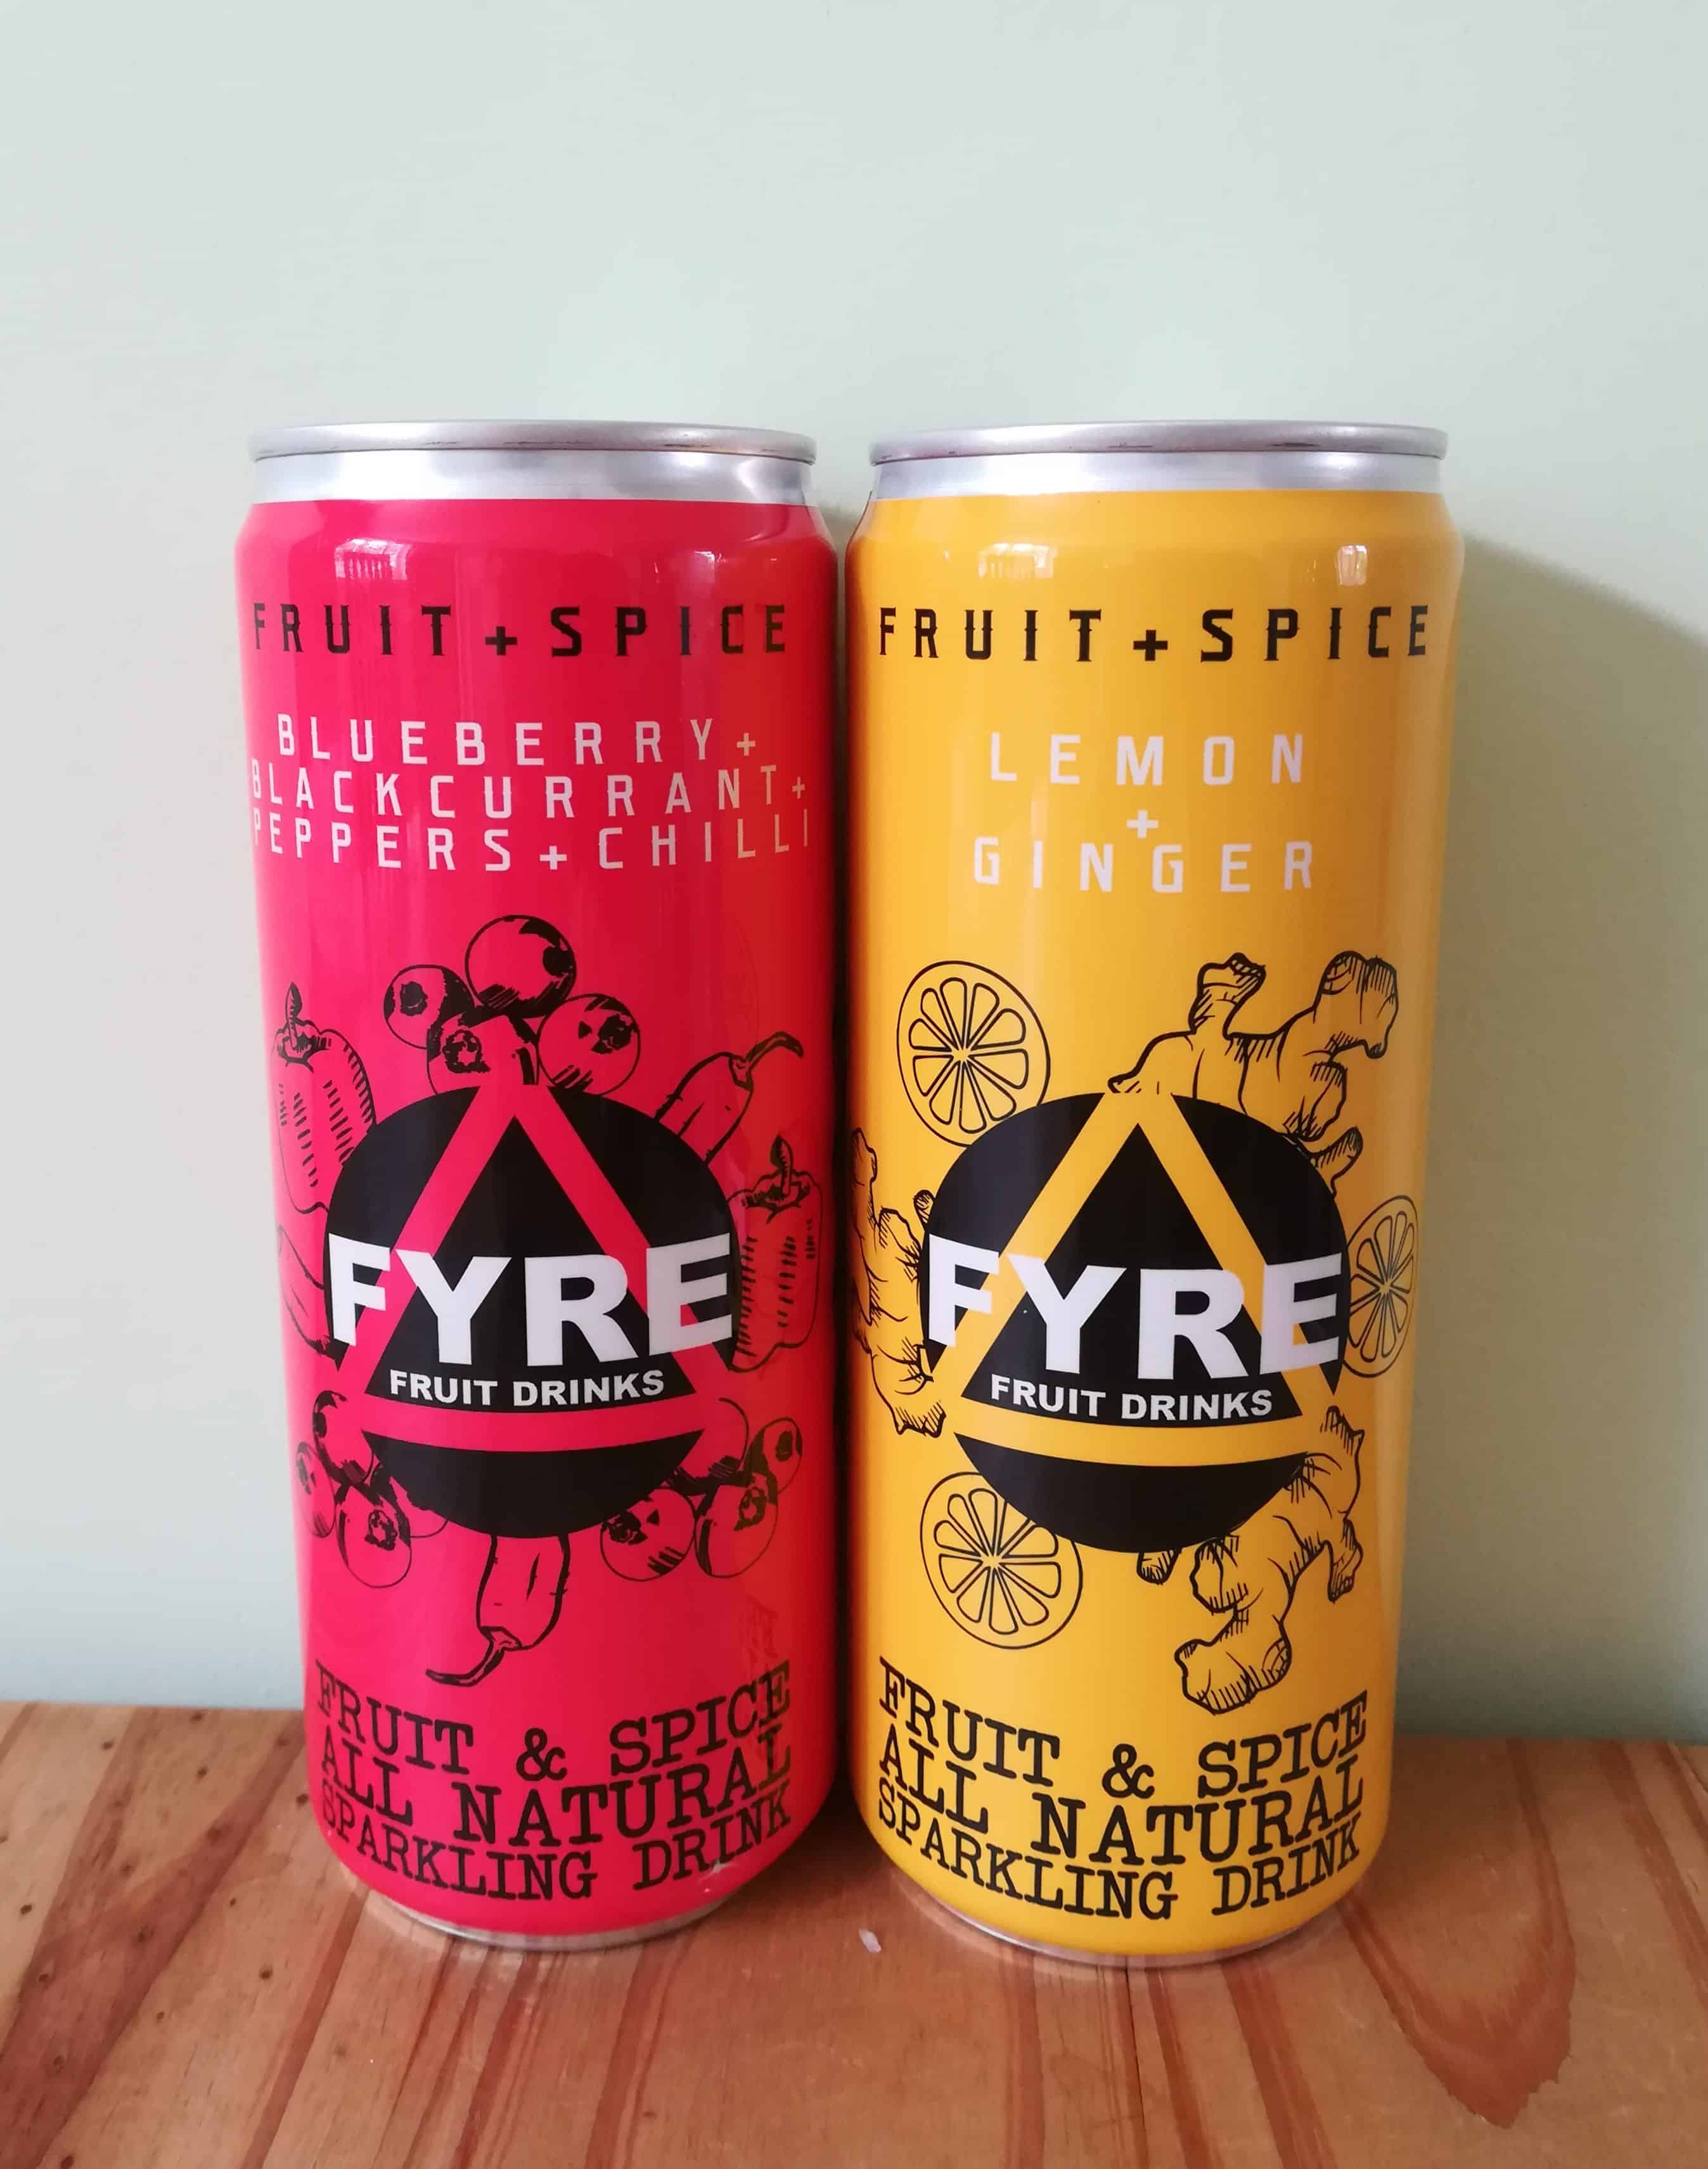 FRUIT + SPICE
BLUEBERRY +
BLACKCURRANT +
PEPPERS + CHILLI
FYRE
FRUIT DRINKS
FRUIT & SPICE
ALL NATURAL
SPARKLING DRINK
FRUIT + SPICE
LEMON
+
GINGER
FYRE
FRUIT DRINKS
FRUIT & SPICE
ALL NATURAL
SPARKLING DRINK